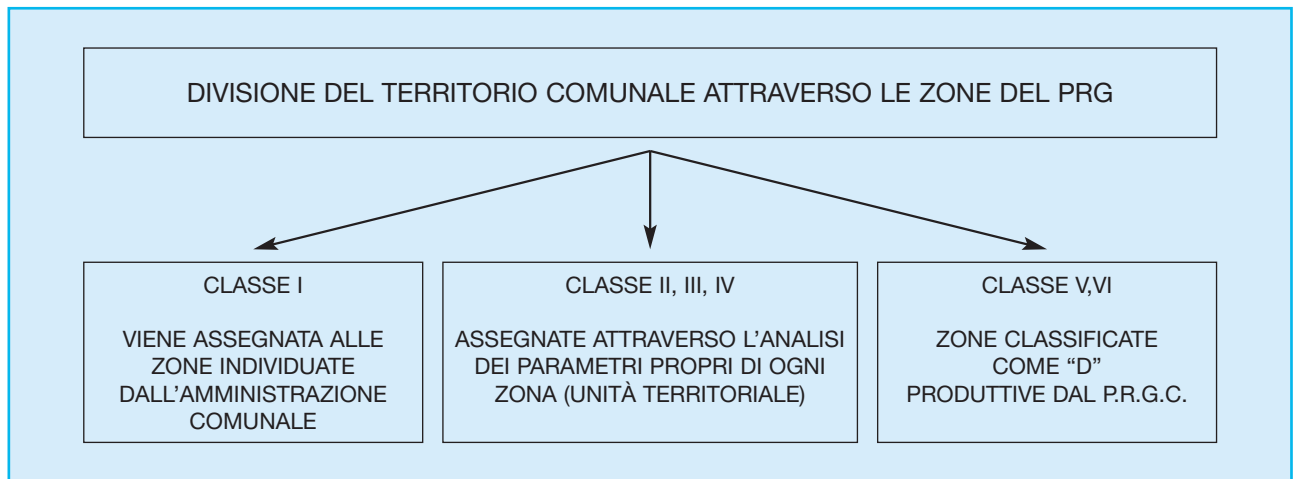 DIVISIONE DEL TERRITORIO COMUNALE ATTRAVERSO LE ZONE DEL PRG
CLASSE I
VIENE ASSEGNATA ALLE
ZONE INDIVIDUATE
DALL'AMMINISTRAZIONE
COMUNALE
CLASSE II, III, IV
ASSEGNATE ATTRAVERSO L'ANALISI
DEI PARAMETRI PROPRI DI OGNI
ZONA (UNITÀ TERRITORIALE)
CLASSE V,VI
ZONE CLASSIFICATE
COME “D”
PRODUTTIVE DAL P.R.G.C.